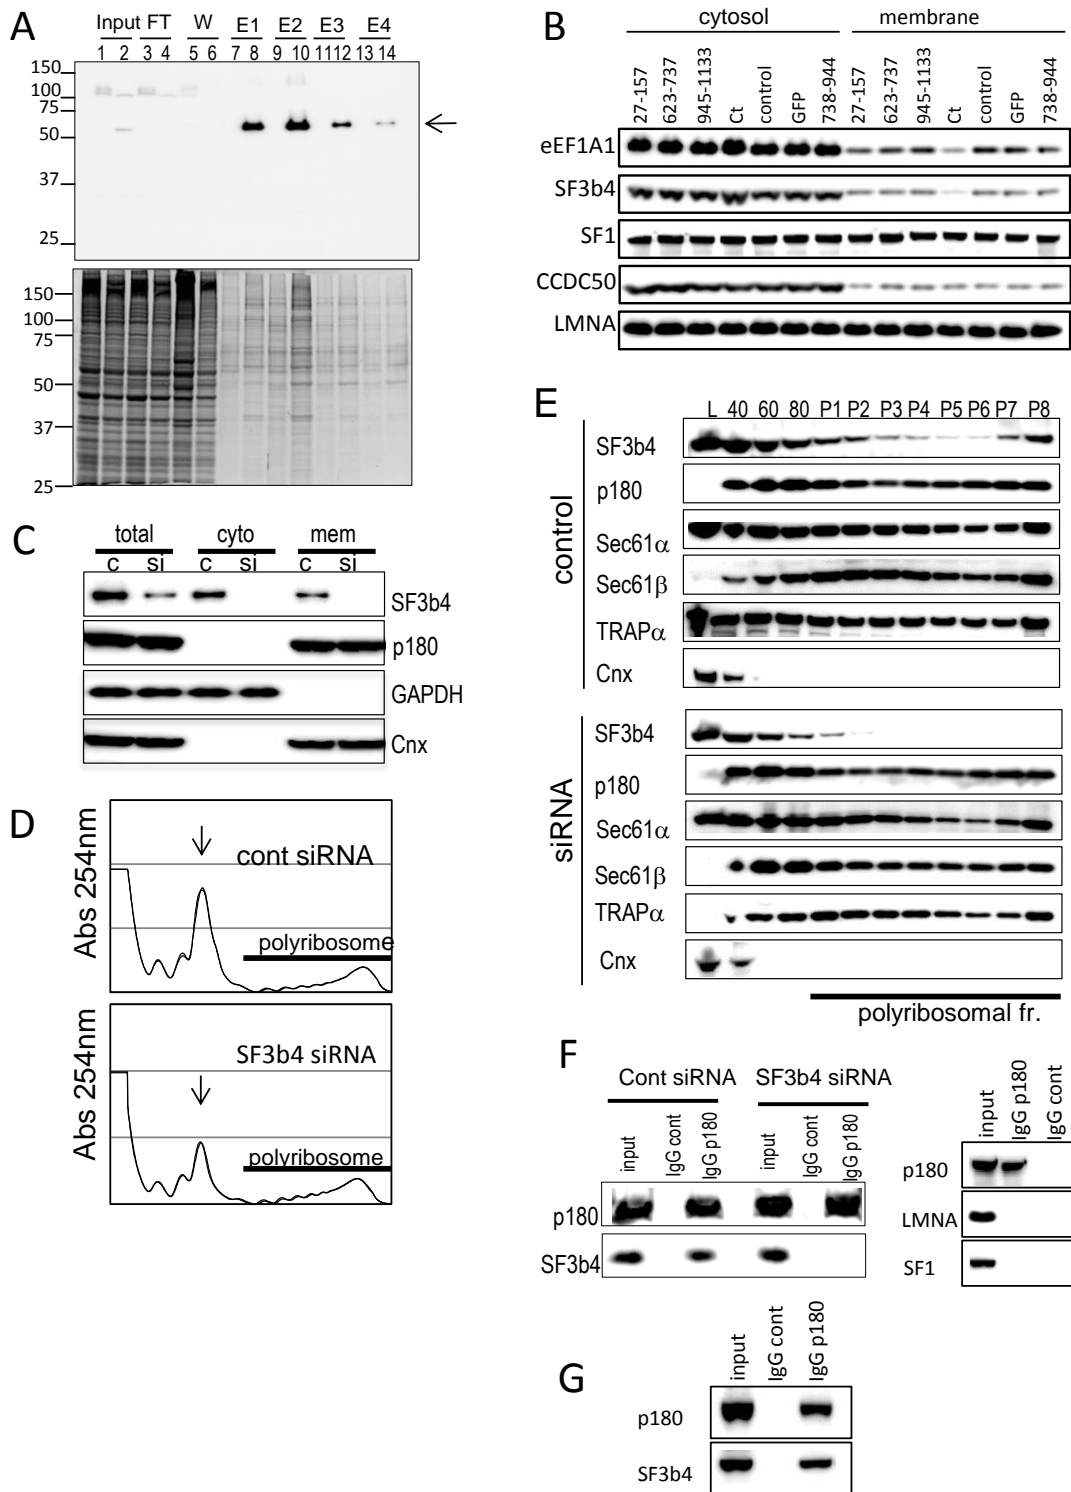 A
Input FT W E1 E2 E3 E4
1 2 3 4 5 6 7 8 9 10 11 12 13 14
150
100
75
50
37
25
150
100
75
50
37
25
B
cytosol membrane
27-157 623-737 945-1133 Ct control GFP 738-944 27-157 623-737 945-1133 Ct control GFP 738-944
eEF1A1
SF3b4
SF1
CCDC50
LMNA
C
total cyto mem
c si c si c si
SF3b4
p180
GAPDH
Cnx
D
Abs 254nm
cont siRNA
polyribosome
Abs 254nm
SF3b4 siRNA
polyribosome
E
L 40 60 80 P1 P2 P3 P4 P5 P6 P7 P8
control
SF3b4
p180
Sec61α
Sec61β
TRAPα
Cnx
siRNA
SF3b4
p180
Sec61α
Sec61β
TRAPα
Cnx
polyribosomal fr.
F
Cont siRNA SF3b4 siRNA
input IgG cont IgG p180 input IgG cont IgG p180
p180
SF3b4
input IgG p180 IgG cont
p180
LMNA
SF1
G
input IgG cont IgG p180
p180
SF3b4